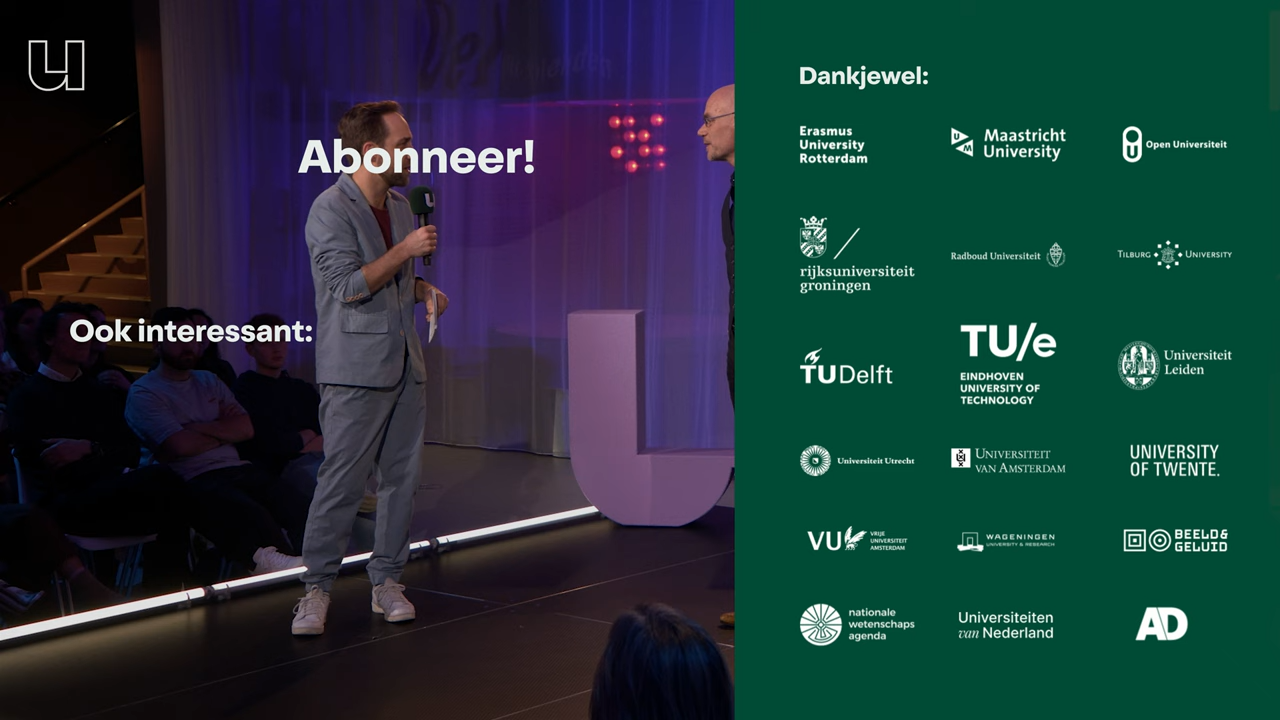 Abonneer!
Ook interessant:
Dankjewel:
Erasmus
University
Rotterdam
UM
Maastricht
University
OU
Open Universiteit
rijksuniversiteit
groningen
Radboud Universiteit
TILBURG UNIVERSITY
TU Delft
TU/e
EINDHOVEN
UNIVERSITY OF
TECHNOLOGY
Universiteit
Leiden
Universiteit Utrecht
UNIVERSITEIT
VAN AMSTERDAM
UNIVERSITY
OF TWENTE.
VU
VRIJE
UNIVERSITEIT
AMSTERDAM
WAGENINGEN
UNIVERSITY & RESEARCH
BEELD&
GELUID
nationale
wetenschaps
agenda
Universiteiten
van Nederland
AD